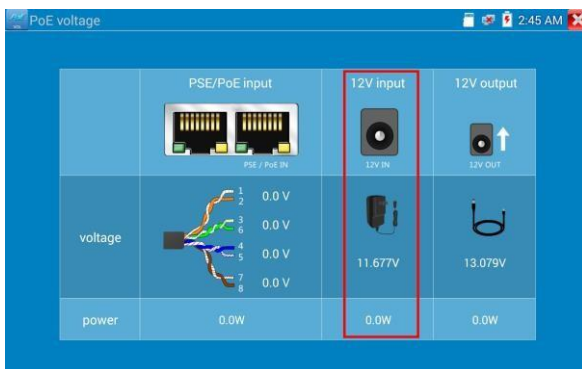 PoE voltage
2:45 AM
PSE/PoE input
12V input
12V output
PSE / PoE IN
12V IN
12V OUT
voltage
1
2
0.0 V
3
6
0.0 V
4
5
0.0 V
7
8
0.0 V
11.677V
13.079V
power
0.0W
0.0W
0.0W